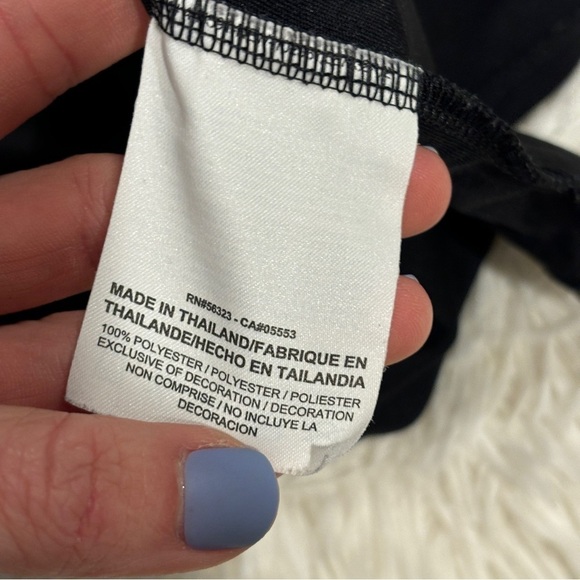 RN#56323 - CA#05553
MADE IN THAILAND/FABRIQUE EN
THAILANDE/HECHO EN TAILANDIA
100% POLYESTER / POLYESTER / POLIESTER
EXCLUSIVE OF DECORATION / DECORATION
NON COMPRISE / NO INCLUYE LA
DECORACION